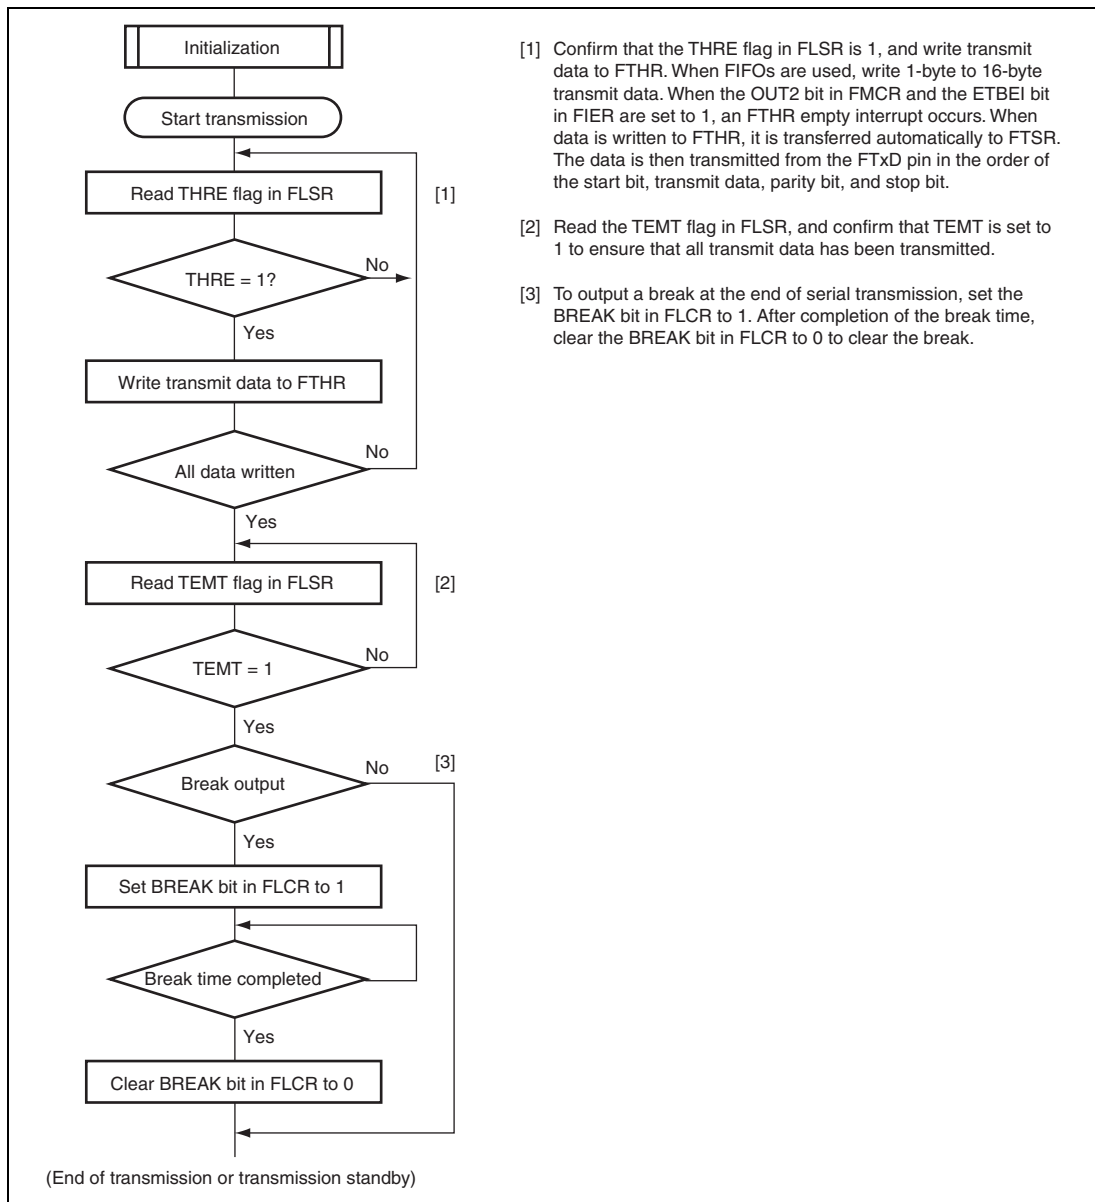 Initialization
Start transmission
Read THRE flag in FLSR
[1]
THRE = 1?
No
Yes
Write transmit data to FTHR
All data written
No
Yes
Read TEMT flag in FLSR
[2]
TEMT = 1
No
Yes
Break output
No
[3]
Yes
Set BREAK bit in FLCR to 1
Break time completed
Yes
Clear BREAK bit in FLCR to 0
(End of transmission or transmission standby)
[1] Confirm that the THRE flag in FLSR is 1, and write transmit
data to FTHR. When FIFOs are used, write 1-byte to 16-byte
transmit data. When the OUT2 bit in FMCR and the ETBEI bit
in FIER are set to 1, an FTHR empty interrupt occurs. When
data is written to FTHR, it is transferred automatically to FTSR.
The data is then transmitted from the FTxD pin in the order of
the start bit, transmit data, parity bit, and stop bit.
[2] Read the TEMT flag in FLSR, and confirm that TEMT is set to
1 to ensure that all transmit data has been transmitted.
[3] To output a break at the end of serial transmission, set the
BREAK bit in FLCR to 1. After completion of the break time,
clear the BREAK bit in FLCR to 0 to clear the break.